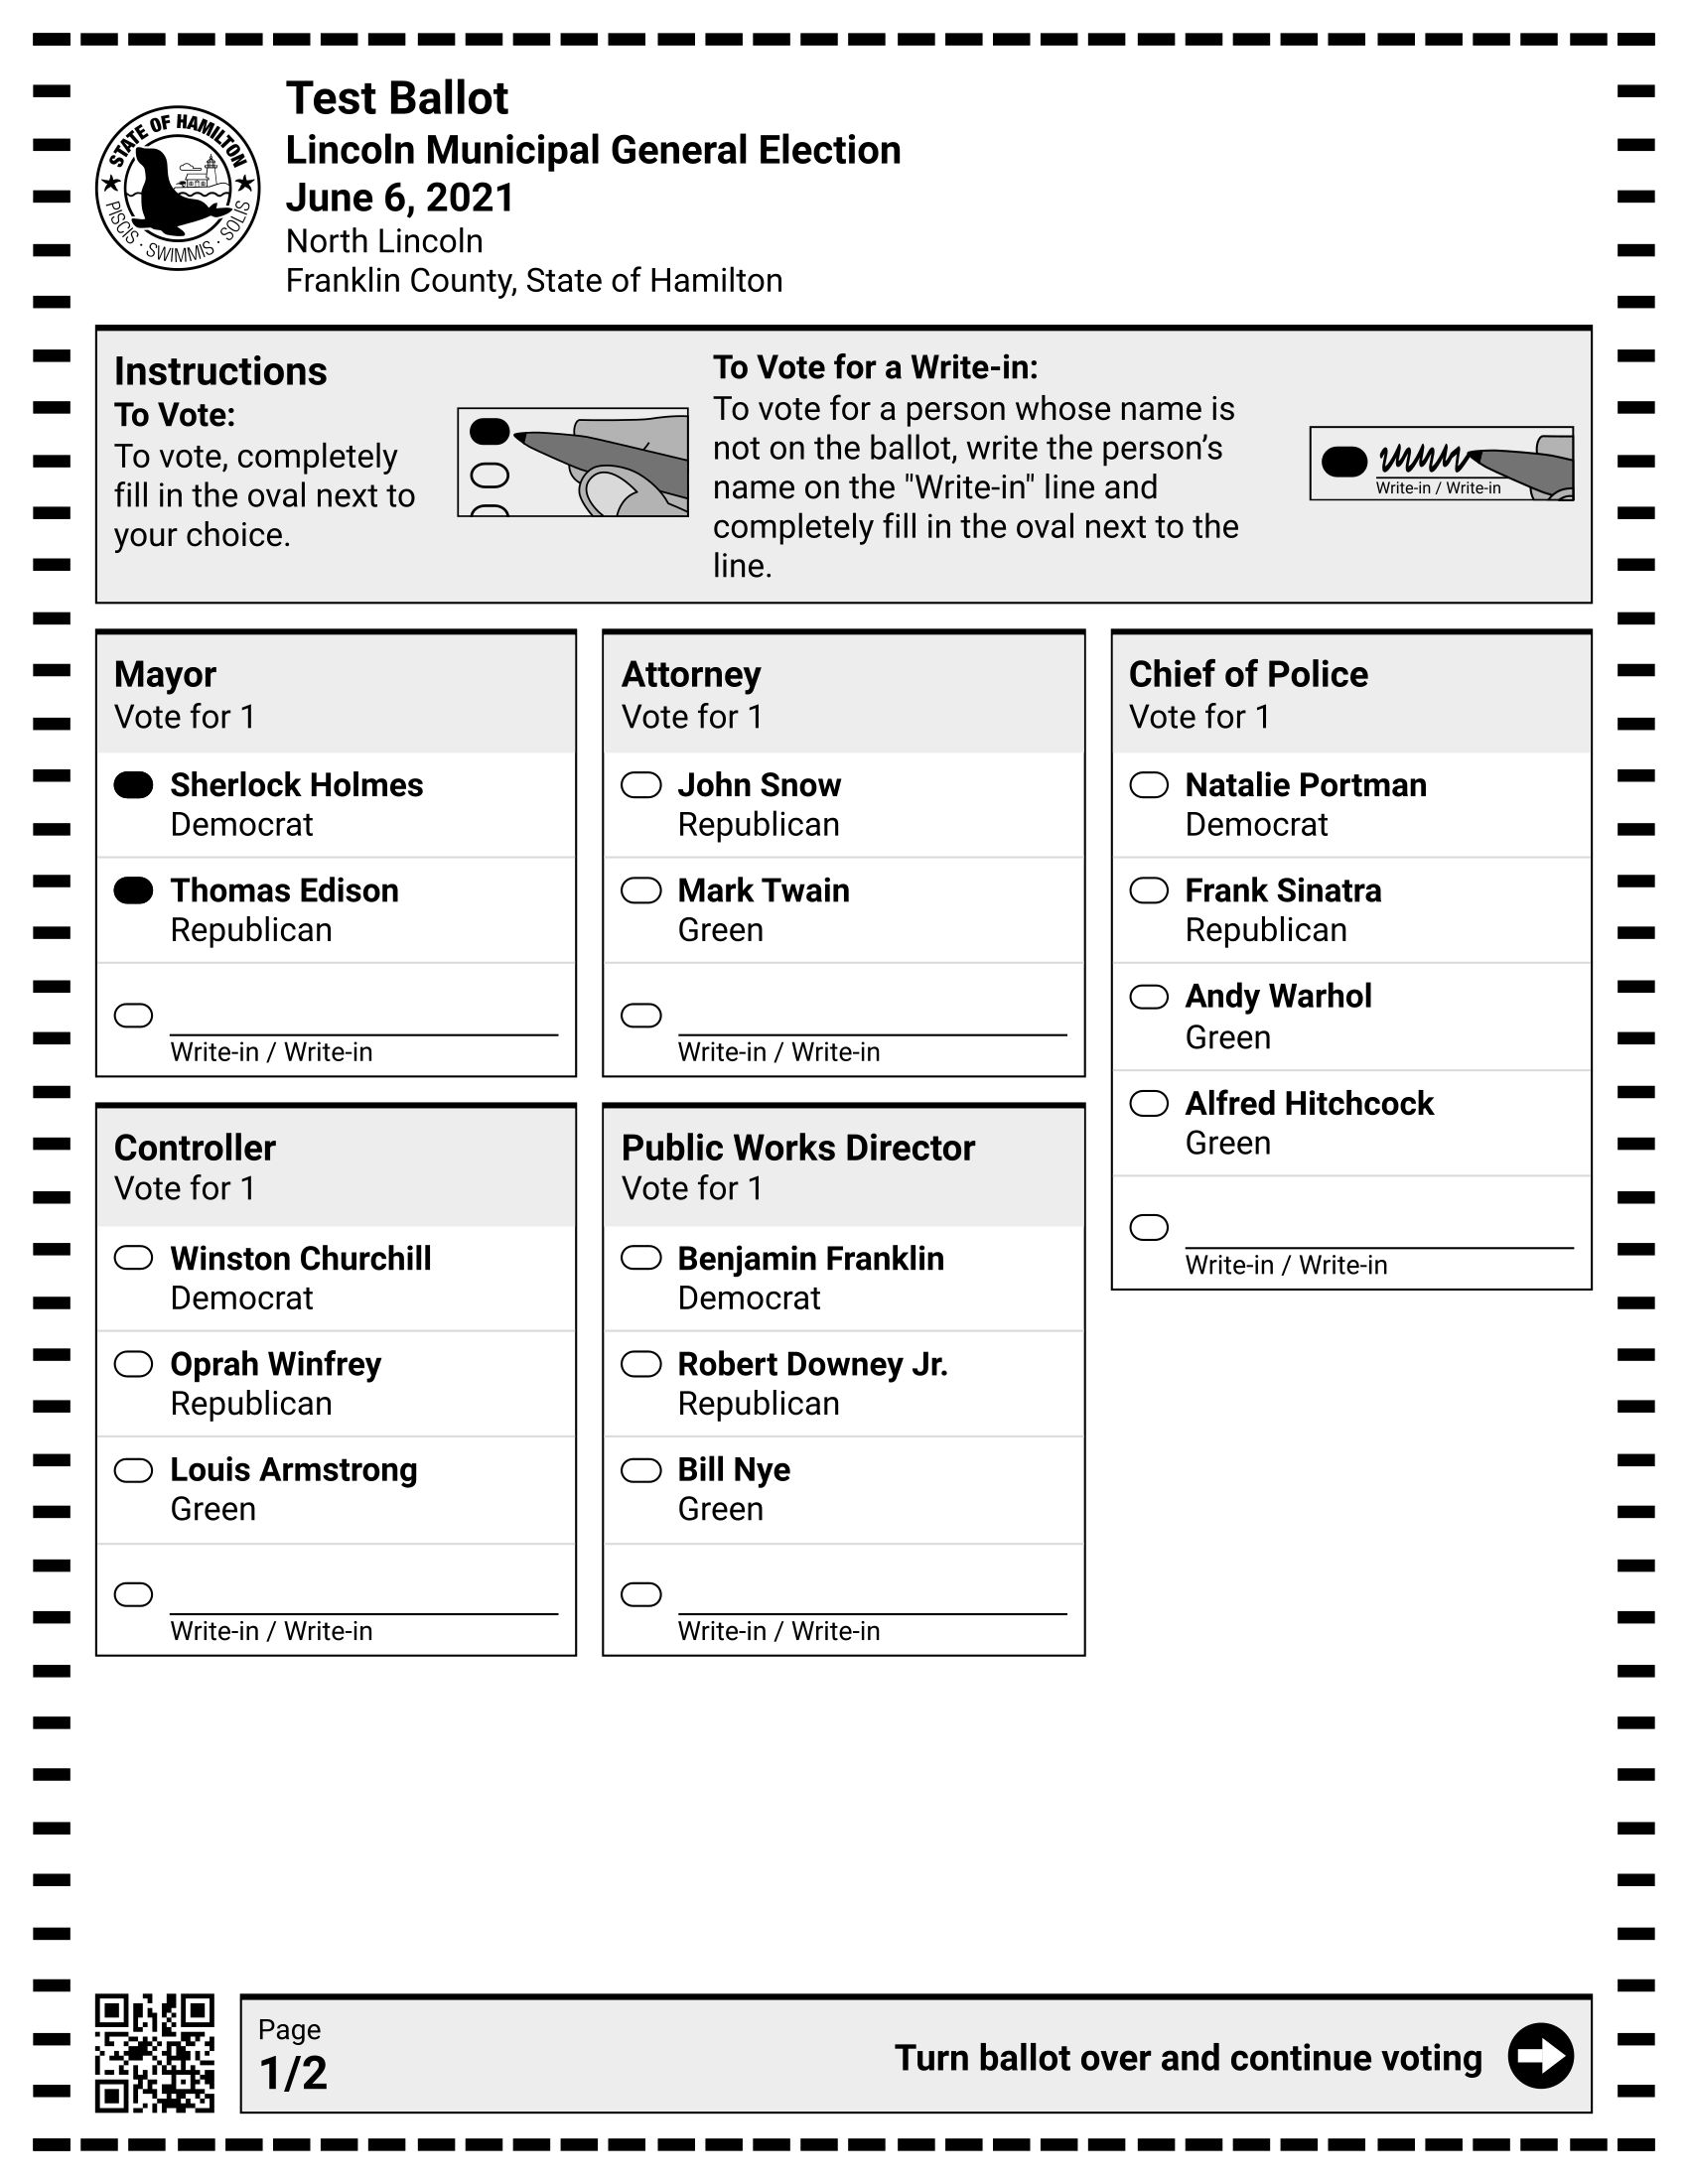 STATE OF HAMILTON
PISCIS · SWIMMIS · SOLIS
Test Ballot
Lincoln Municipal General Election
June 6, 2021
North Lincoln
Franklin County, State of Hamilton
Instructions
To Vote:
To vote, completely
fill in the oval next to
your choice.
To Vote for a Write-in:
To vote for a person whose name is
not on the ballot, write the person’s
name on the "Write-in" line and
completely fill in the oval next to the
line.
Write-in / Write-in
Mayor
Vote for 1
Sherlock Holmes
Democrat
Thomas Edison
Republican
Write-in / Write-in
Controller
Vote for 1
Winston Churchill
Democrat
Oprah Winfrey
Republican
Louis Armstrong
Green
Write-in / Write-in
Attorney
Vote for 1
John Snow
Republican
Mark Twain
Green
Write-in / Write-in
Public Works Director
Vote for 1
Benjamin Franklin
Democrat
Robert Downey Jr.
Republican
Bill Nye
Green
Write-in / Write-in
Chief of Police
Vote for 1
Natalie Portman
Democrat
Frank Sinatra
Republican
Andy Warhol
Green
Alfred Hitchcock
Green
Write-in / Write-in
Page
1/2
Turn ballot over and continue voting